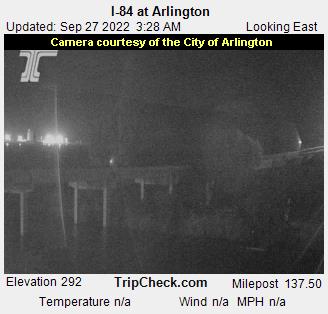 I-84 at Arlington
Updated: Sep 27 2022 3:28 AM Looking East
Camera courtesy of the City of Arlington
Elevation 292 TripCheck.com Milepost 137.50
Temperature n/a Wind n/a MPH n/a